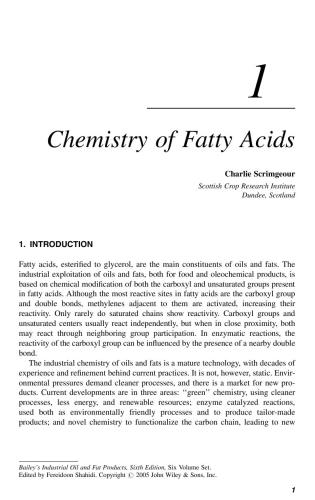 1
Chemistry of Fatty Acids
Charlie Scrimgeour
Scottish Crop Research Institute
Dundee, Scotland
1. INTRODUCTION
Fatty acids, esterified to glycerol, are the main constituents of oils and fats. The
industrial exploitation of oils and fats, both for food and oleochemical products, is
based on chemical modification of both the carboxyl and unsaturated groups present
in fatty acids. Although the most reactive sites in fatty acids are the carboxyl group
and double bonds, methylenes adjacent to them are activated, increasing their
reactivity. Only rarely do saturated chains show reactivity. Carboxyl groups and
unsaturated centers usually react independently, but when in close proximity, both
may react through neighboring group participation. In enzymatic reactions, the
reactivity of the carboxyl group can be influenced by the presence of a nearby double
bond.
The industrial chemistry of oils and fats is a mature technology, with decades of
experience and refinement behind current practices. It is not, however, static. Envir-
onmental pressures demand cleaner processes, and there is a market for new pro-
ducts. Current developments are in three areas: ‘‘green’’ chemistry, using cleaner
processes, less energy, and renewable resources; enzyme catalyzed reactions,
used both as environmentally friendly processes and to produce tailor-made
products; and novel chemistry to functionalize the carbon chain, leading to new
Bailey's Industrial Oil and Fat Products, Sixth Edition, Six Volume Set.
Edited by Fereidoon Shahidi. Copyright © 2005 John Wiley & Sons, Inc.
1